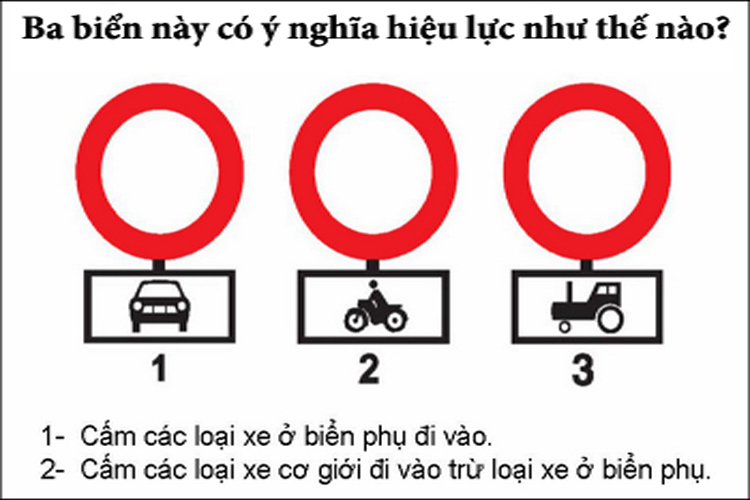 Ba biển này có ý nghĩa hiệu lực như thế nào?
1 2 3
1- Cấm các loại xe ở biển phụ đi vào.
2- Cấm các loại xe cơ giới đi vào trừ loại xe ở biển phụ.